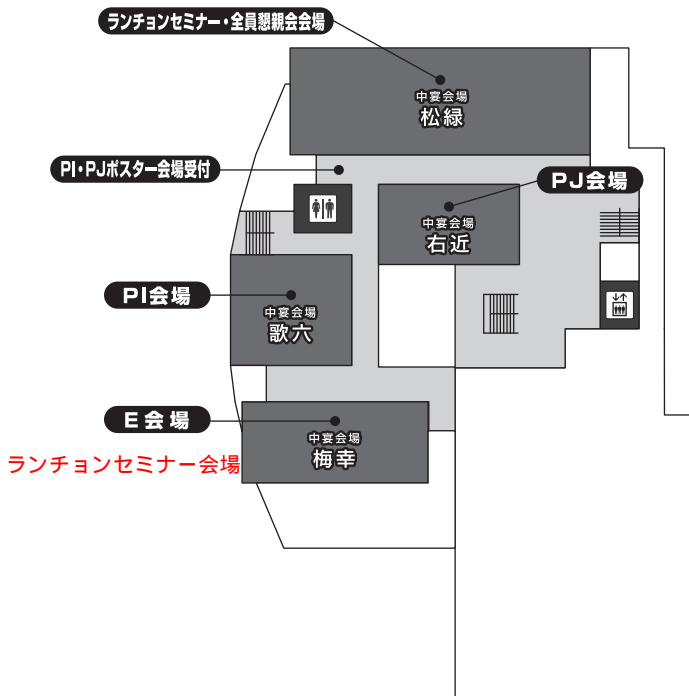 ランチョンセミナー・全員懇親会会場
中宴会場
松緑
PI・PJポスター会場受付
PJ会場
中宴会場
右近
PI会場
中宴会場
歌六
E会場
中宴会場
梅幸
ランチョンセミナー会場